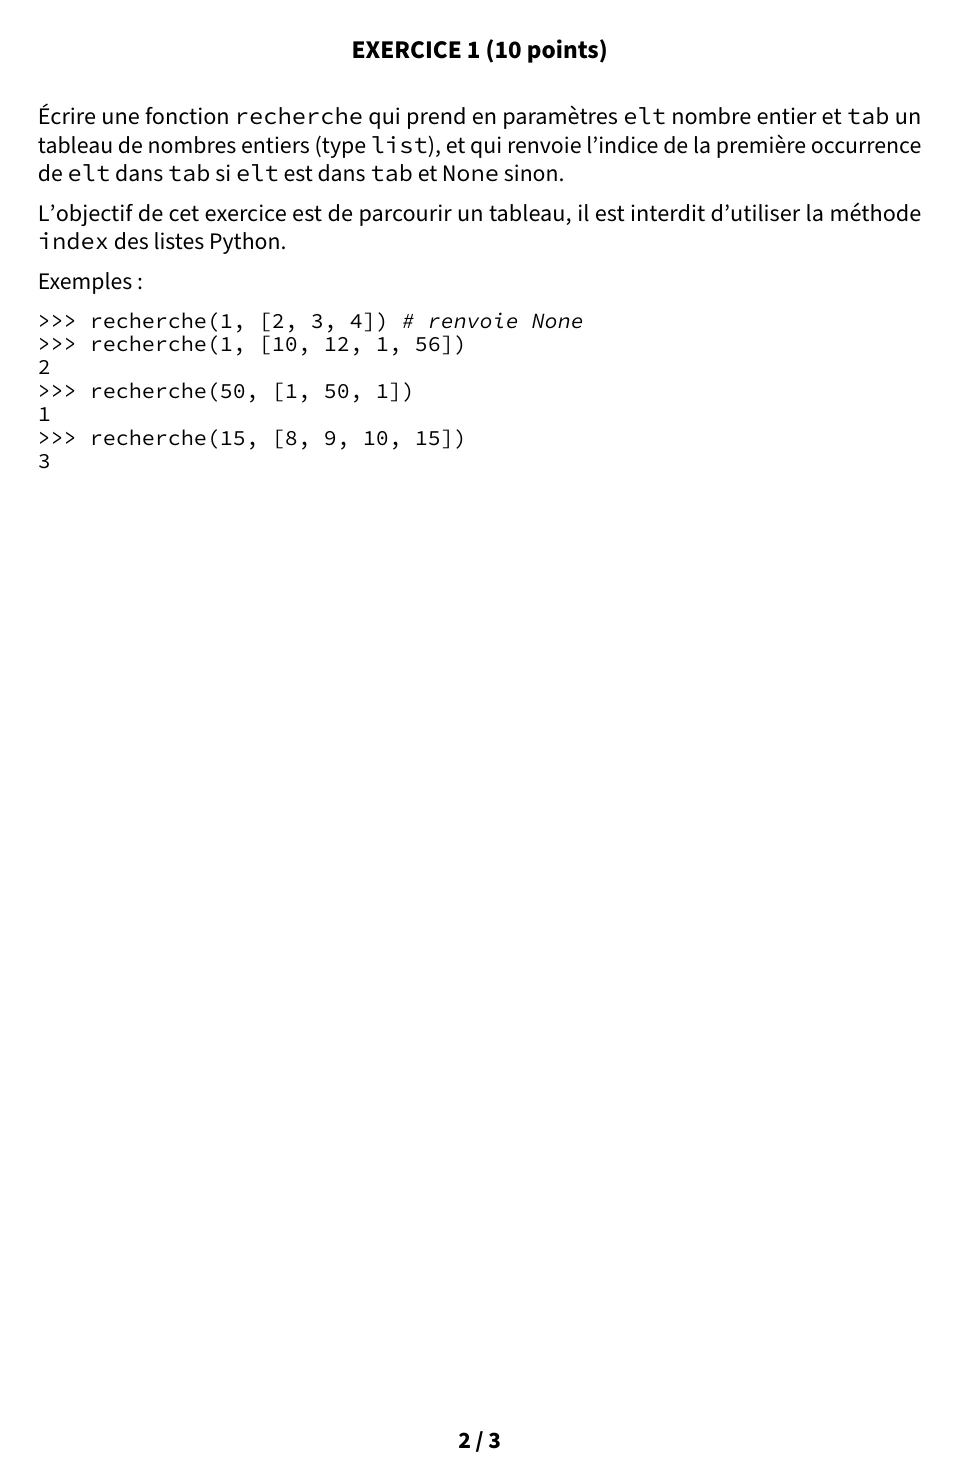 EXERCICE 1 (10 points)
Écrire une fonction recherche qui prend en paramètres elt nombre entier et tab un
tableau de nombres entiers (type list), et qui renvoie l’indice de la première occurrence
de elt dans tab si elt est dans tab et None sinon.
L’objectif de cet exercice est de parcourir un tableau, il est interdit d’utiliser la méthode
index des listes Python.
Exemples :
>>> recherche(1, [2, 3, 4]) # renvoie None
>>> recherche(1, [10, 12, 1, 56])
2
>>> recherche(50, [1, 50, 1])
1
>>> recherche(15, [8, 9, 10, 15])
3
2 / 3